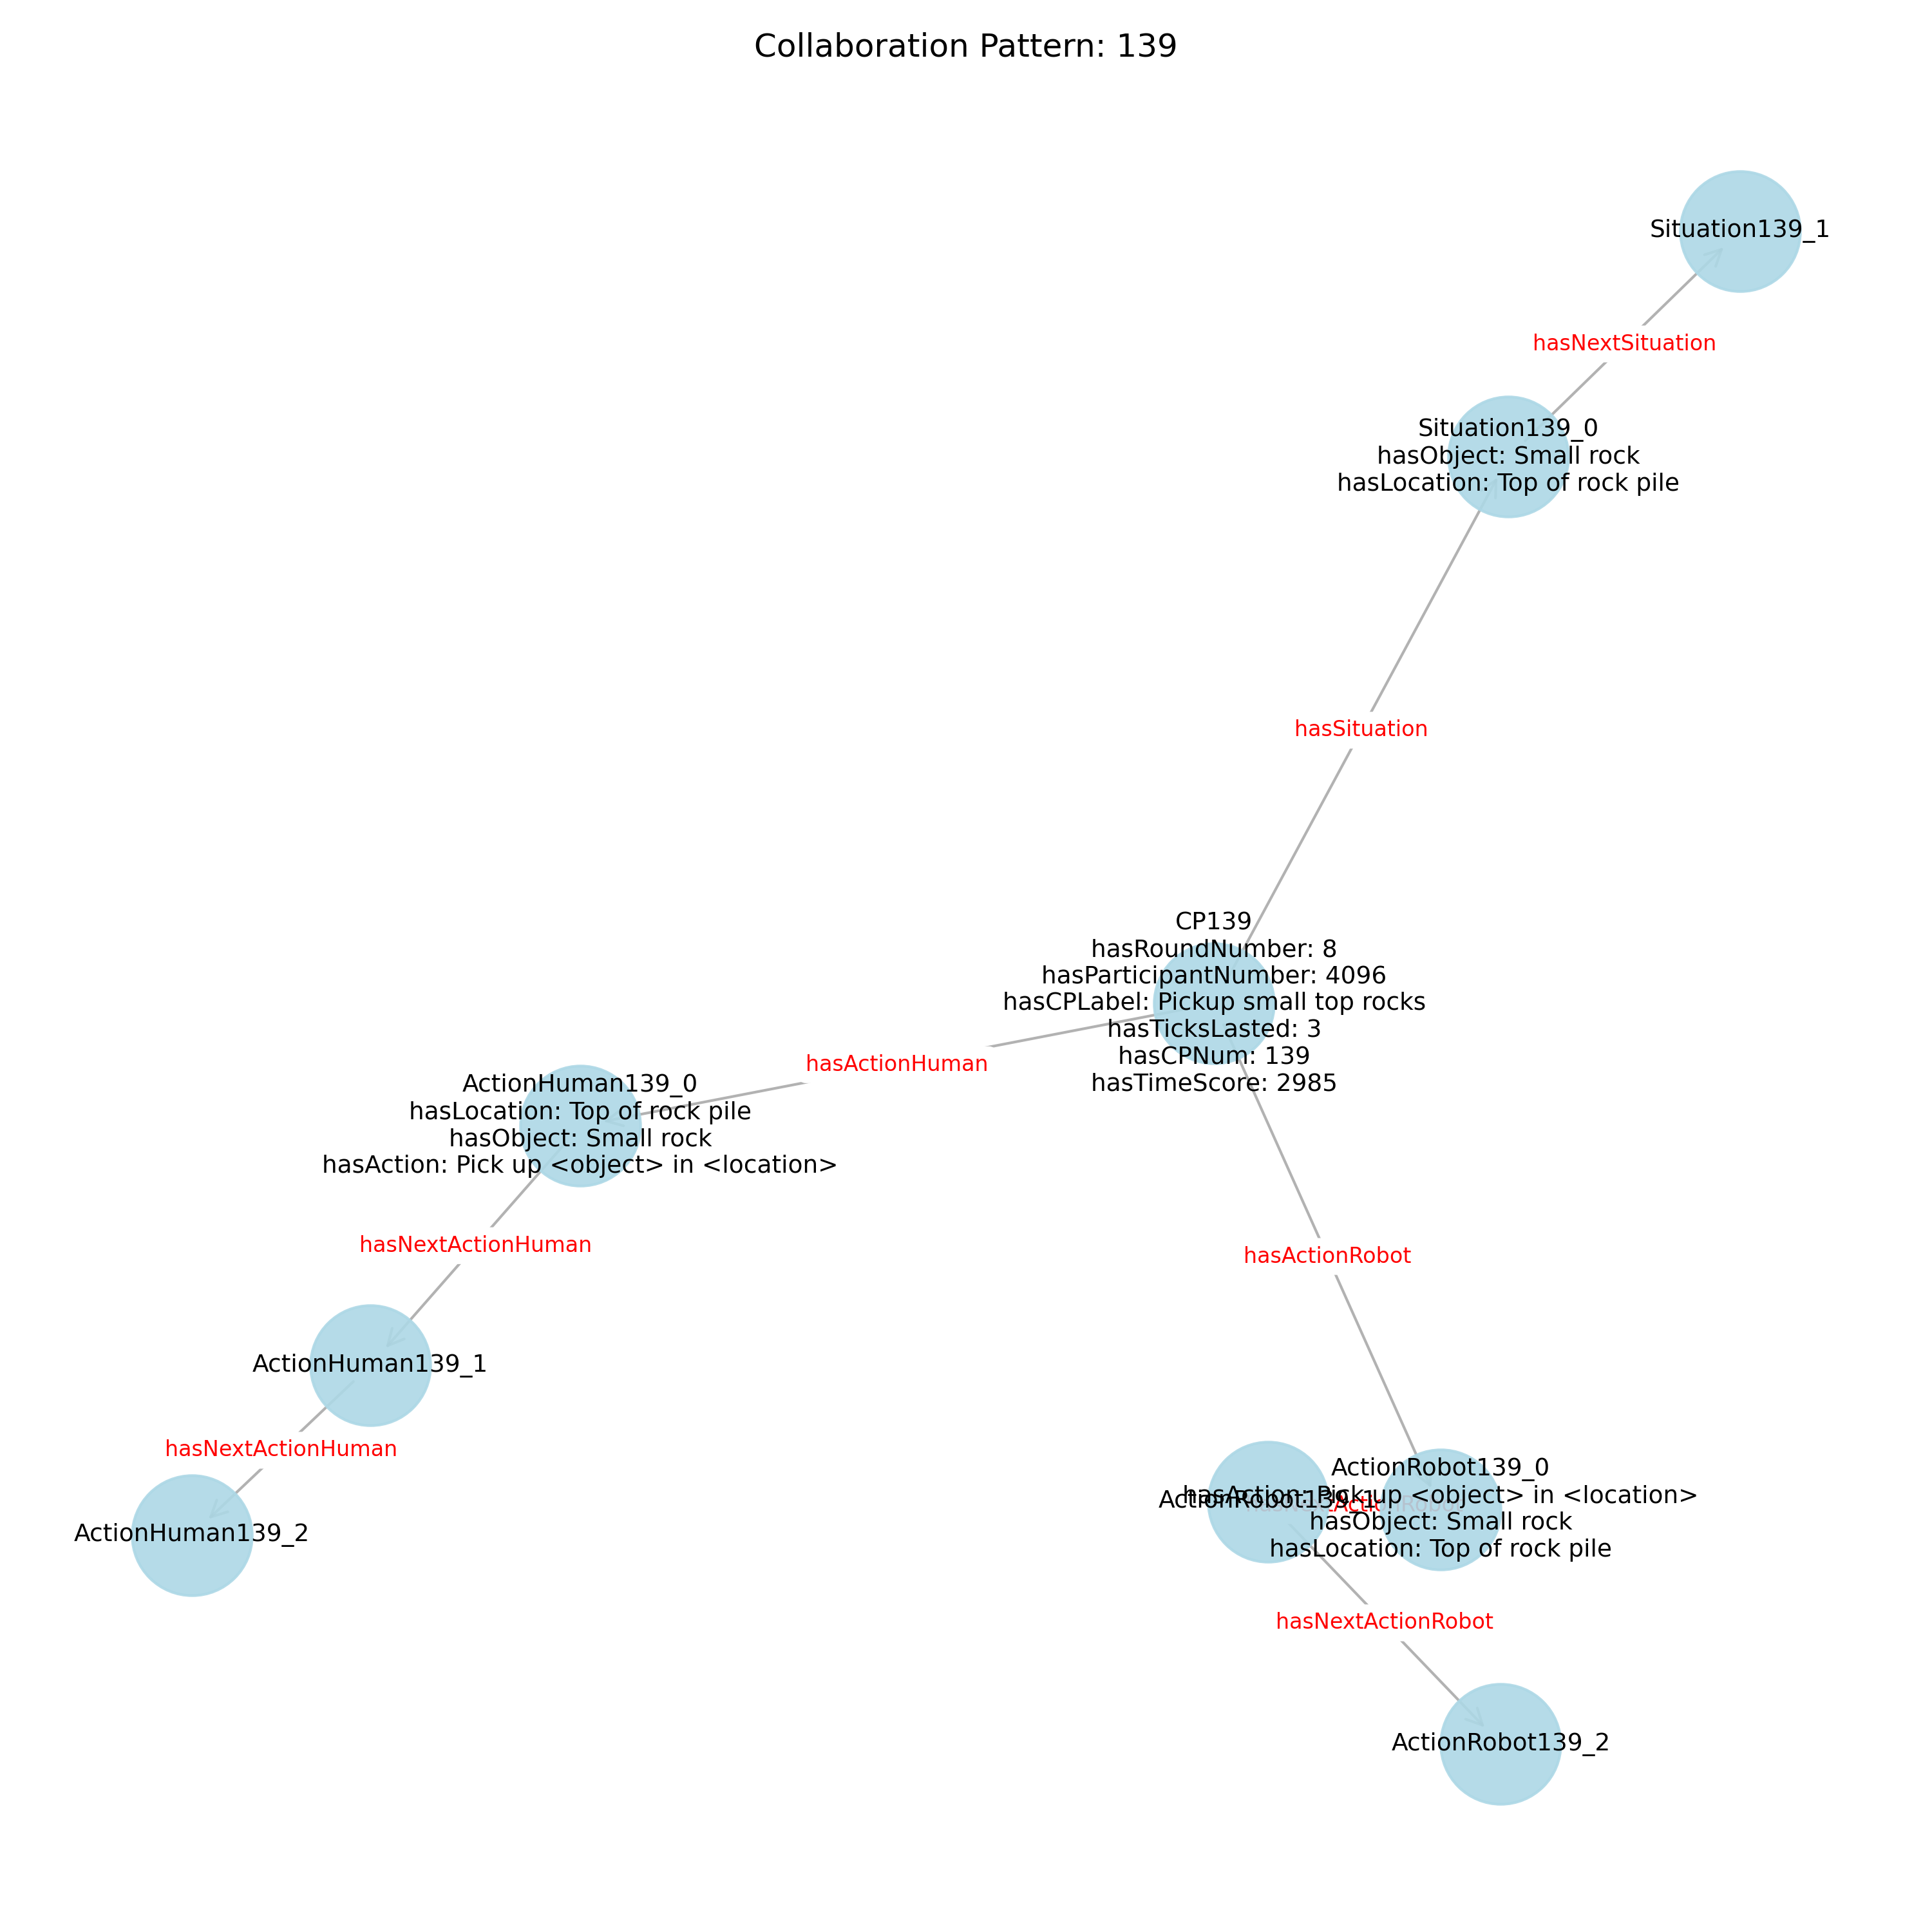 Collaboration Pattern: 139
Situation139_1
hasNextSituation
Situation139_0
hasObject: Small rock
hasLocation: Top of rock pile
hasSituation
CP139
hasRoundNumber: 8
hasParticipantNumber: 4096
hasCPLabel: Pickup small top rocks
hasTicksLasted: 3
hasCPNum: 139
hasTimeScore: 2985
hasActionHuman
ActionHuman139_0
hasLocation: Top of rock pile
hasObject: Small rock
hasAction: Pick up <object> in <location>
hasNextActionHuman
hasActionRobot
ActionHuman139_1
hasNextActionHuman
ActionHuman139_2
ActionRobot139_0
hasAction: Pick up <object> in <location>
ActionRobot139_1
hasObject: Small rock
hasLocation: Top of rock pile
hasNextActionRobot
ActionRobot139_2